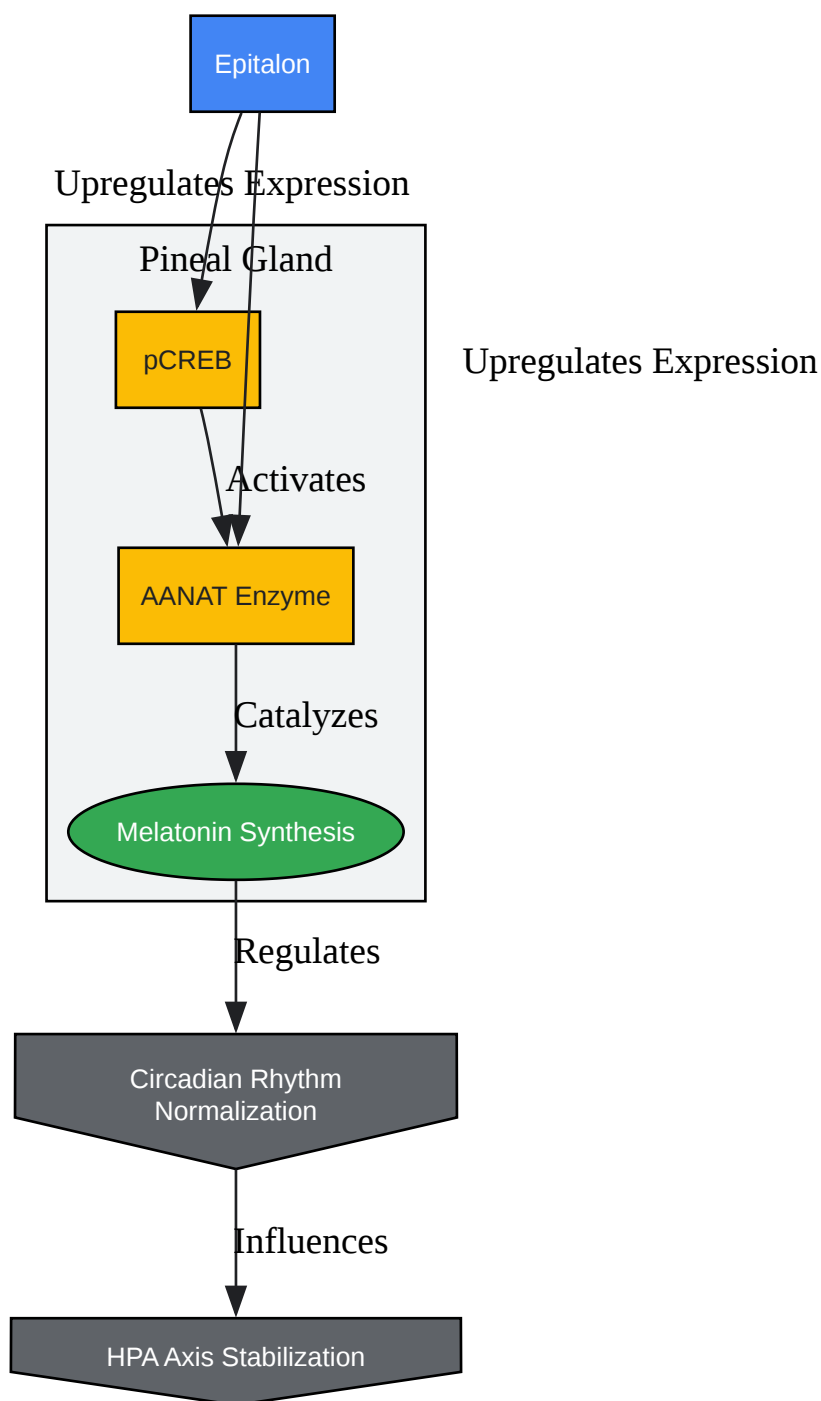 Epitalon
Upregulates Expression
Pineal Gland
pCREB
Upregulates Expression
Activates
AANAT Enzyme
Catalyzes
Melatonin Synthesis
Regulates
Circadian Rhythm
Normalization
Influences
HPA Axis Stabilization